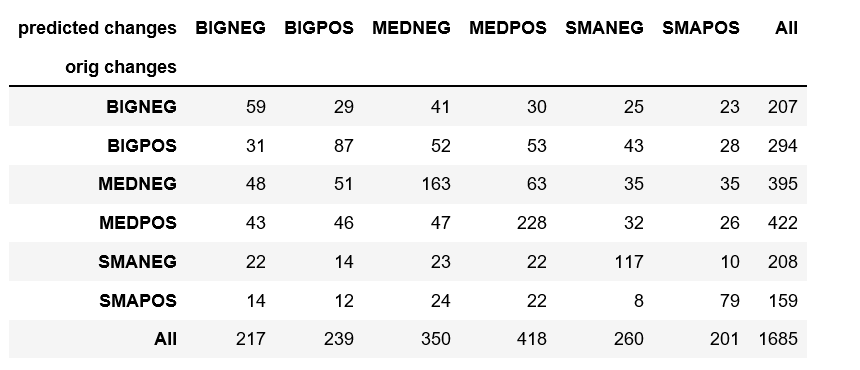 predicted changes BIGNEG BIGPOS MEDNEG MEDPOS SMANEG SMAPOS All
orig changes
BIGNEG 59 29 41 30 25 23 207
BIGPOS 31 87 52 53 43 28 294
MEDNEG 48 51 163 63 35 35 395
MEDPOS 43 46 47 228 32 26 422
SMANEG 22 14 23 22 117 10 208
SMAPOS 14 12 24 22 8 79 159
All 217 239 350 418 260 201 1685